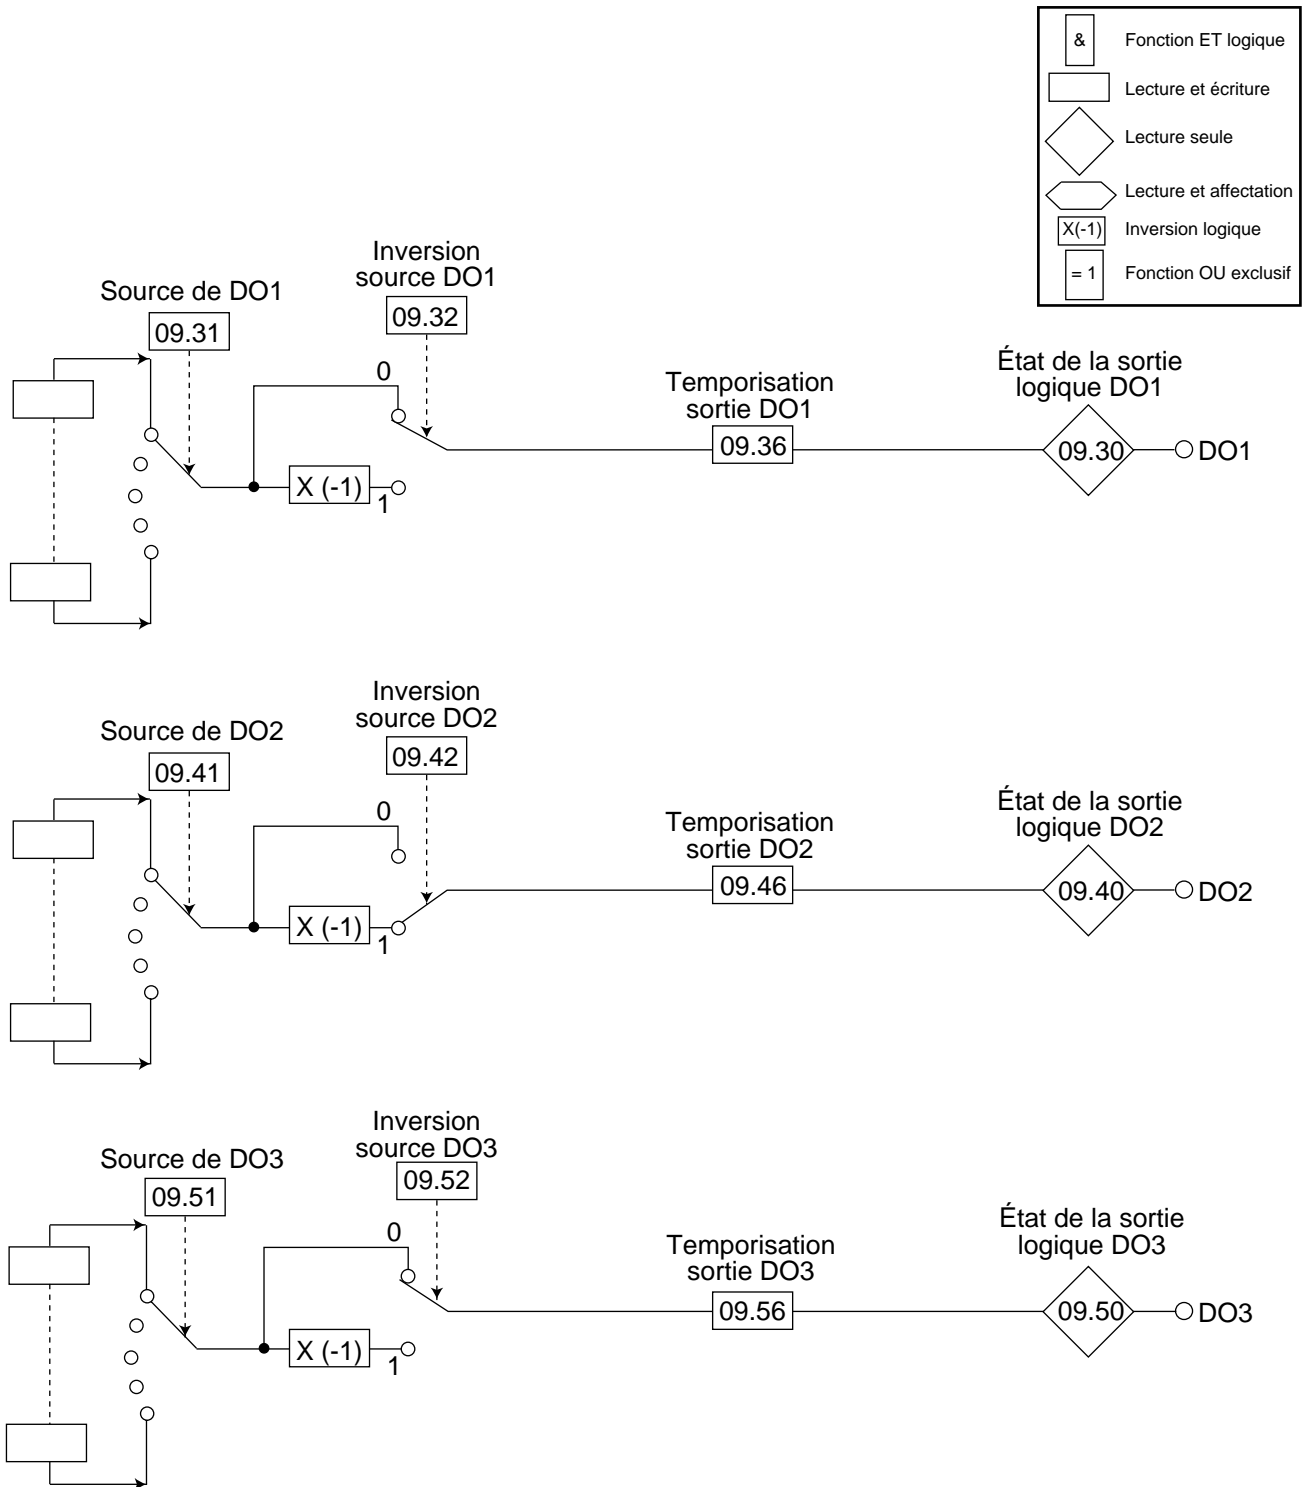 &
Fonction ET logique
Lecture et écriture
Lecture seule
Lecture et affectation
X(-1)
Inversion logique
= 1
Fonction OU exclusif
Source de DO1
09.31
Inversion
source DO1
09.32
0
X (-1)
1
Temporisation
sortie DO1
09.36
État de la sortie
logique DO1
09.30
DO1
Source de DO2
09.41
Inversion
source DO2
09.42
0
X (-1)
1
Temporisation
sortie DO2
09.46
État de la sortie
logique DO2
09.40
DO2
Source de DO3
09.51
Inversion
source DO3
09.52
0
X (-1)
1
Temporisation
sortie DO3
09.56
État de la sortie
logique DO3
09.50
DO3